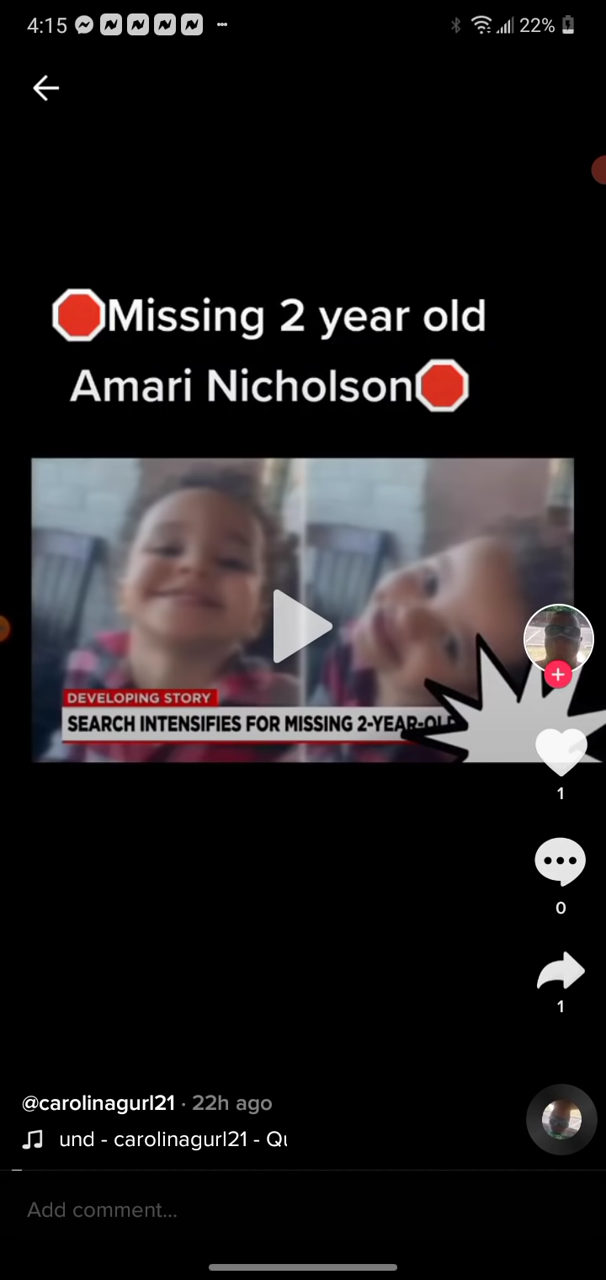 4:15
22%
Missing 2 year old
Amari Nicholson
DEVELOPING STORY
SEARCH INTENSIFIES FOR MISSING 2-YEAR-OLD
1
0
1
@carolinagurl21 · 22h ago
und - carolinagurl21 - Qu
Add comment...